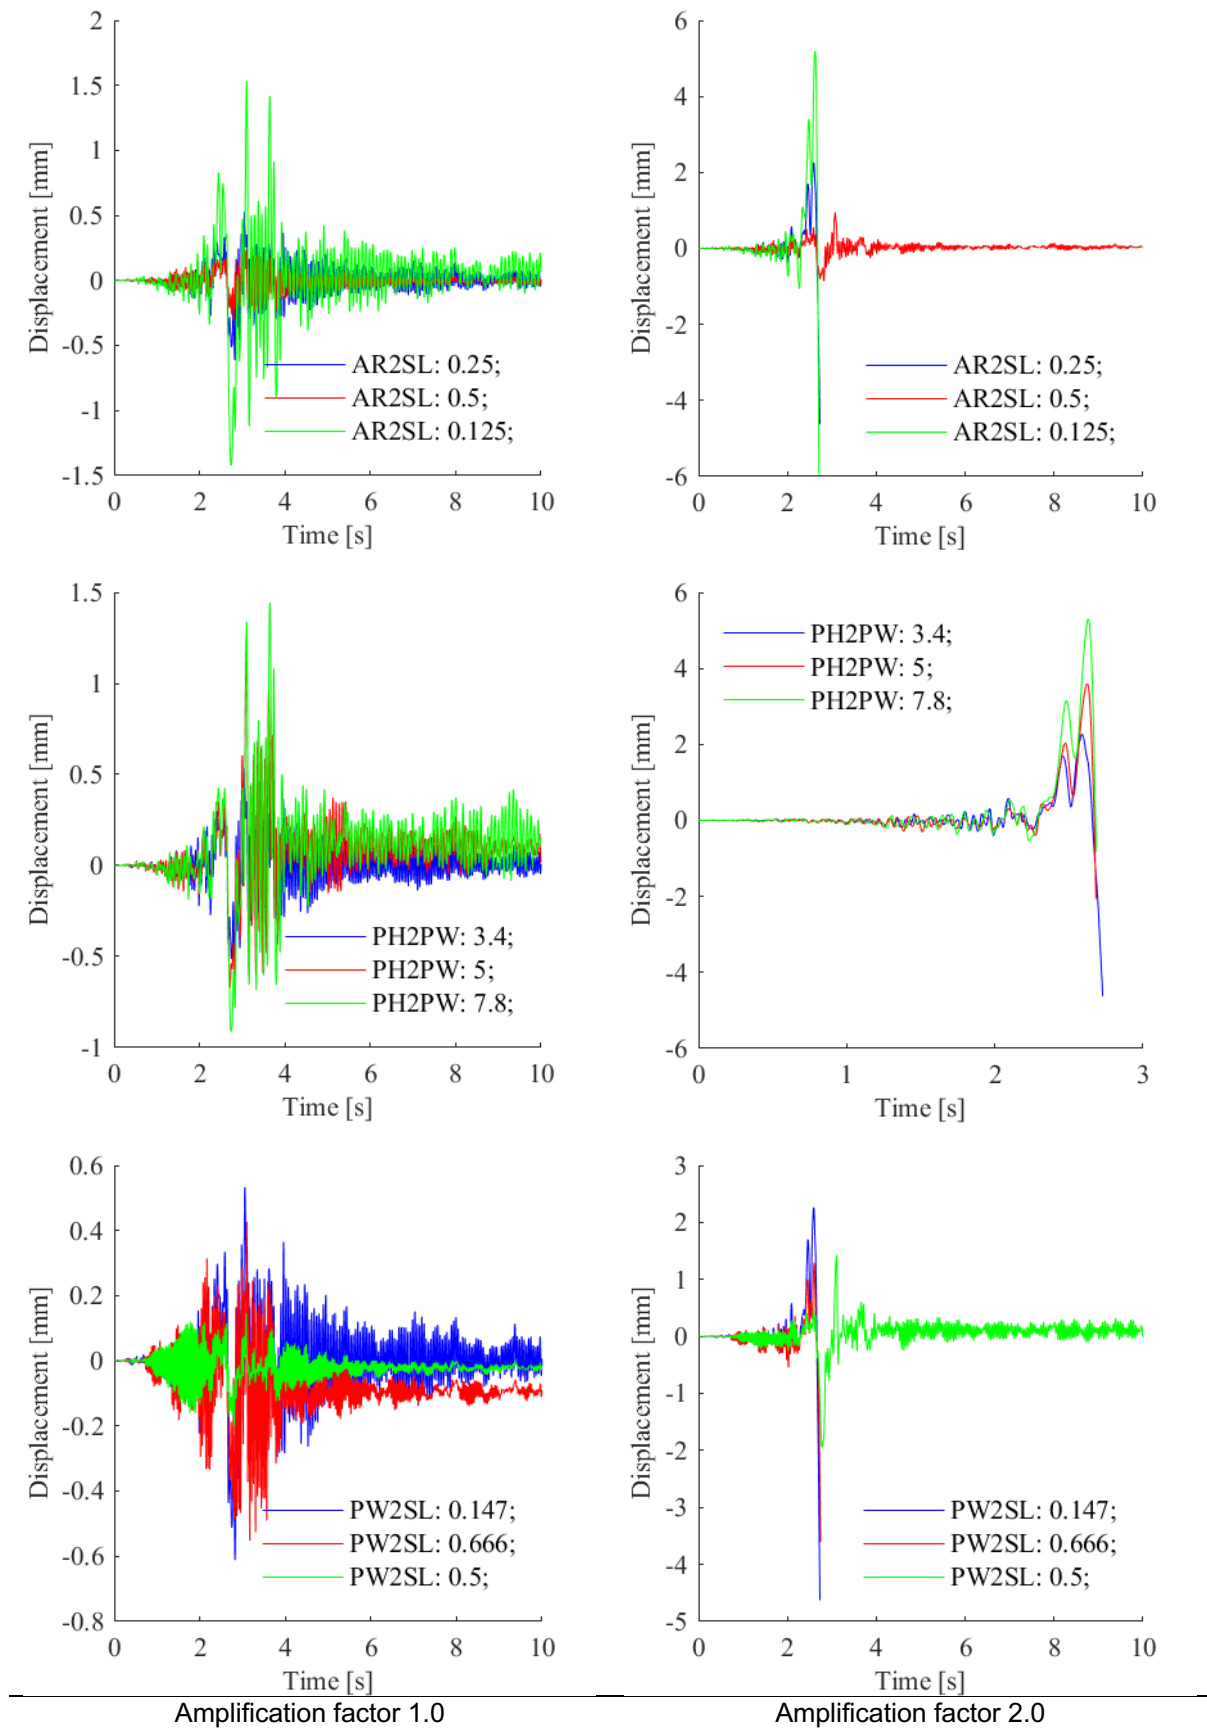 2
1.5
1
0.5
0
-0.5
-1
-1.5
Displacement [mm]
AR2SL: 0.25;
AR2SL: 0.5;
AR2SL: 0.125;
0 2 4 6 8 10
Time [s]
6
4
2
0
-2
-4
-6
Displacement [mm]
AR2SL: 0.25;
AR2SL: 0.5;
AR2SL: 0.125;
0 2 4 6 8 10
Time [s]
1.5
1
0.5
0
-0.5
-1
Displacement [mm]
PH2PW: 3.4;
PH2PW: 5;
PH2PW: 7.8;
0 2 4 6 8 10
Time [s]
6
4
2
0
-2
-4
-6
Displacement [mm]
PH2PW: 3.4;
PH2PW: 5;
PH2PW: 7.8;
0 1 2 3
Time [s]
0.6
0.4
0.2
0
-0.2
-0.4
-0.6
-0.8
Displacement [mm]
PW2SL: 0.147;
PW2SL: 0.666;
PW2SL: 0.5;
0 2 4 6 8 10
Time [s]
3
2
1
0
-1
-2
-3
-4
-5
Displacement [mm]
PW2SL: 0.147;
PW2SL: 0.666;
PW2SL: 0.5;
0 2 4 6 8 10
Time [s]
Amplification factor 1.0
Amplification factor 2.0